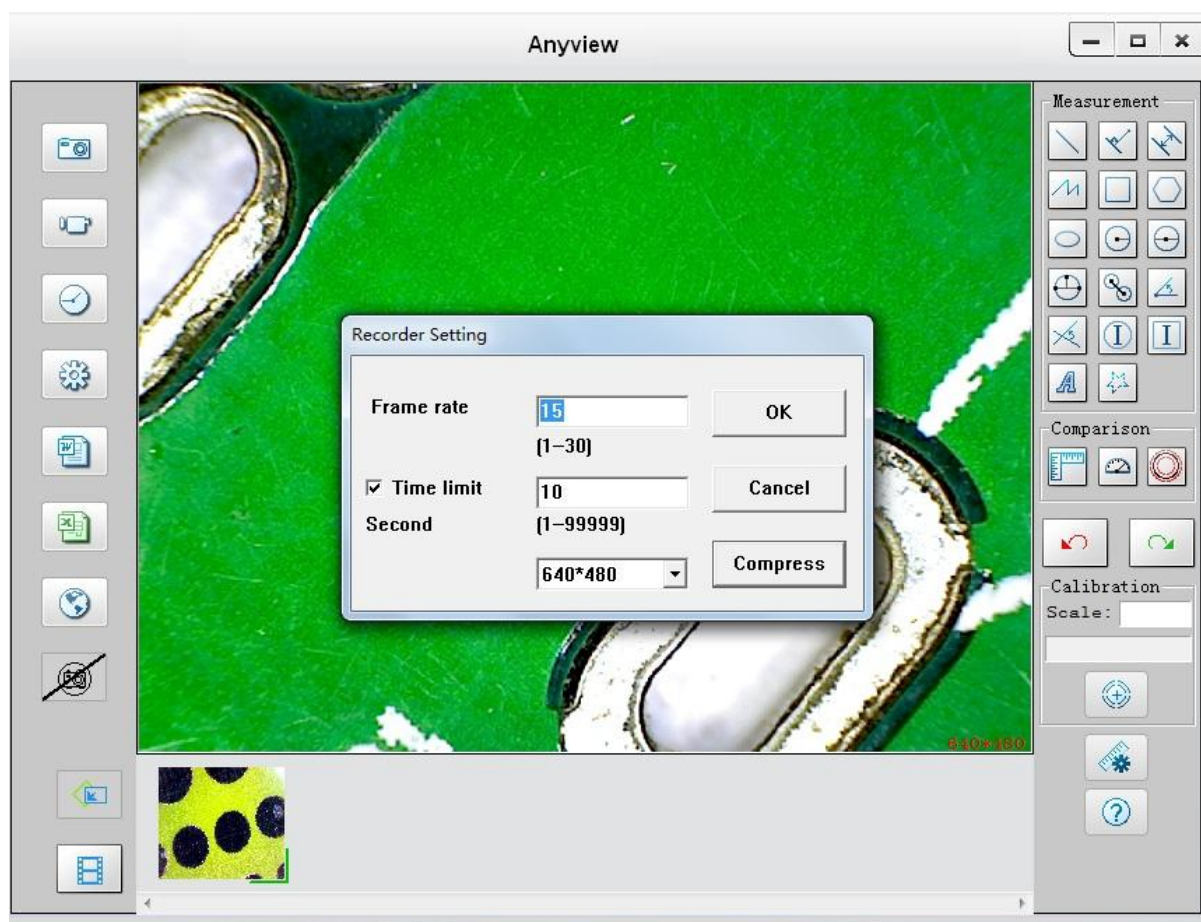 Anyview
Measurement
Recorder Setting
Frame rate
15
OK
(1-30)
Time limit
10
Cancel
Second
(1-99999)
640*480
Compress
Comparison
Calibration
Scale:
640*480